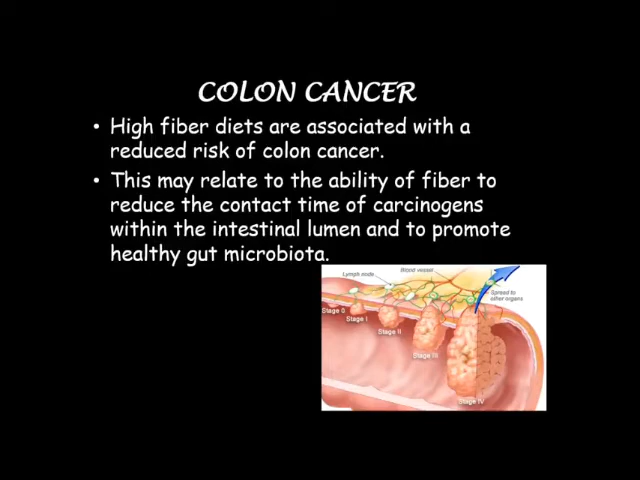 COLON CANCER
• High fiber diets are associated with a
reduced risk of colon cancer.
• This may relate to the ability of fiber to
reduce the contact time of carcinogens
within the intestinal lumen and to promote
healthy gut microbiota.
Lymph nods
Blood vessel
Spread to
other organs
Stage 0
Stage I
Stage II
Stage III
Stage IV